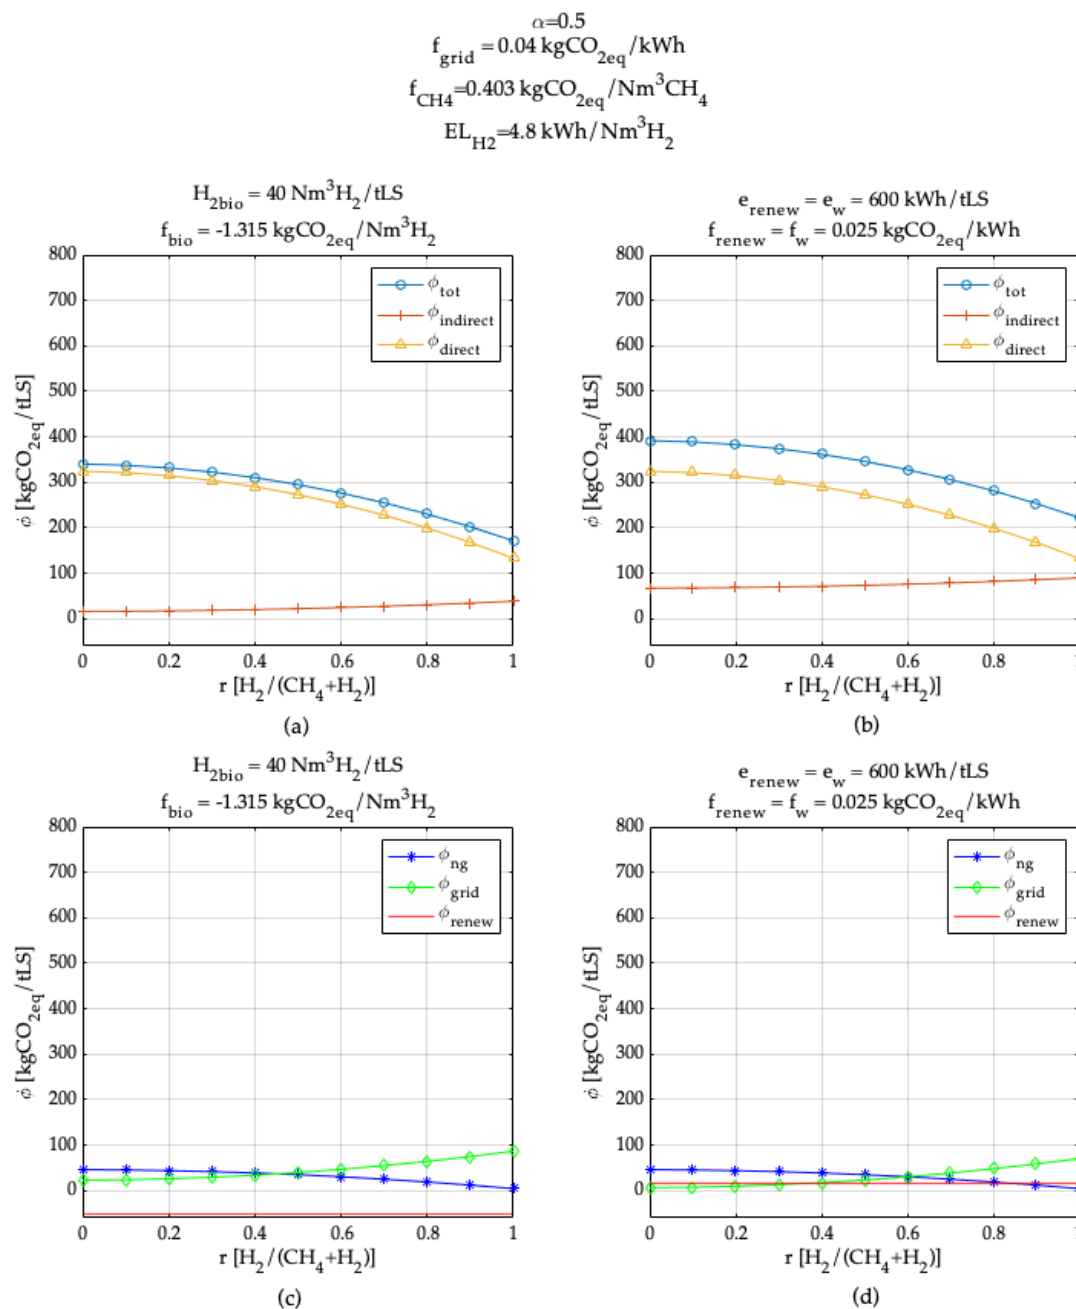 α=0.5
f_grid = 0.04 kgCO_2eq/kWh
f_CH4=0.403 kgCO_2eq/Nm^3CH_4
EL_H2=4.8 kWh/Nm^3H_2
H_2bio = 40 Nm^3H_2/tLS
f_bio = -1.315 kgCO_2eq/Nm^3H_2
800
700
600
500
400
300
200
100
0
ϕ̇ [kgCO_2eq/tLS]
ϕ_tot
ϕ_indirect
ϕ_direct
0 0.2 0.4 0.6 0.8 1
r [H_2/(CH_4+H_2)]
(a)
e_renew = e_w = 600 kWh/tLS
f_renew = f_w = 0.025 kgCO_2eq/kWh
800
700
600
500
400
300
200
100
0
ϕ̇ [kgCO_2eq/tLS]
ϕ_tot
ϕ_indirect
ϕ_direct
0 0.2 0.4 0.6 0.8 1
r [H_2/(CH_4+H_2)]
(b)
H_2bio = 40 Nm^3H_2/tLS
f_bio = -1.315 kgCO_2eq/Nm^3H_2
800
700
600
500
400
300
200
100
0
ϕ̇ [kgCO_2eq/tLS]
ϕ_ng
ϕ_grid
ϕ_renew
0 0.2 0.4 0.6 0.8 1
r [H_2/(CH_4+H_2)]
(c)
e_renew = e_w = 600 kWh/tLS
f_renew = f_w = 0.025 kgCO_2eq/kWh
800
700
600
500
400
300
200
100
0
ϕ̇ [kgCO_2eq/tLS]
ϕ_ng
ϕ_grid
ϕ_renew
0 0.2 0.4 0.6 0.8 1
r [H_2/(CH_4+H_2)]
(d)